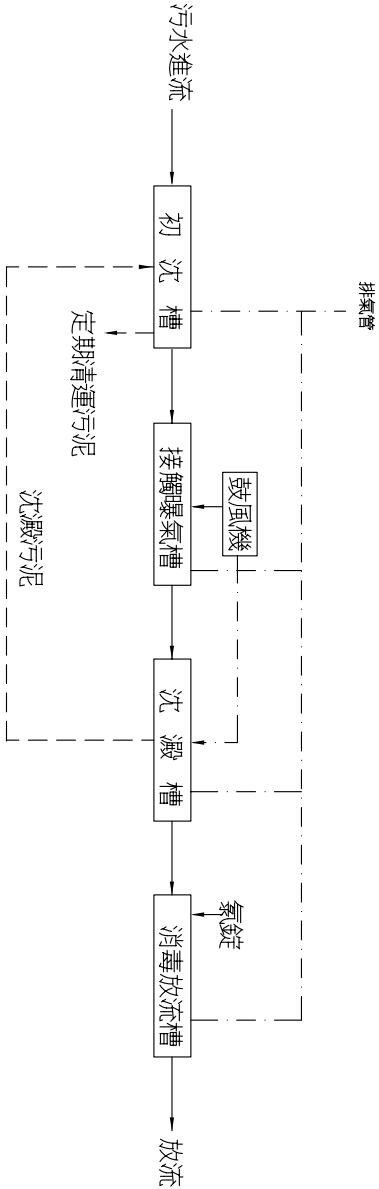 污水進流
初沈槽
排氣管
定期清運污泥
沈澱污泥
接觸曝氣槽
鼓風機
沈澱槽
氯錠
消毒放流槽
放流